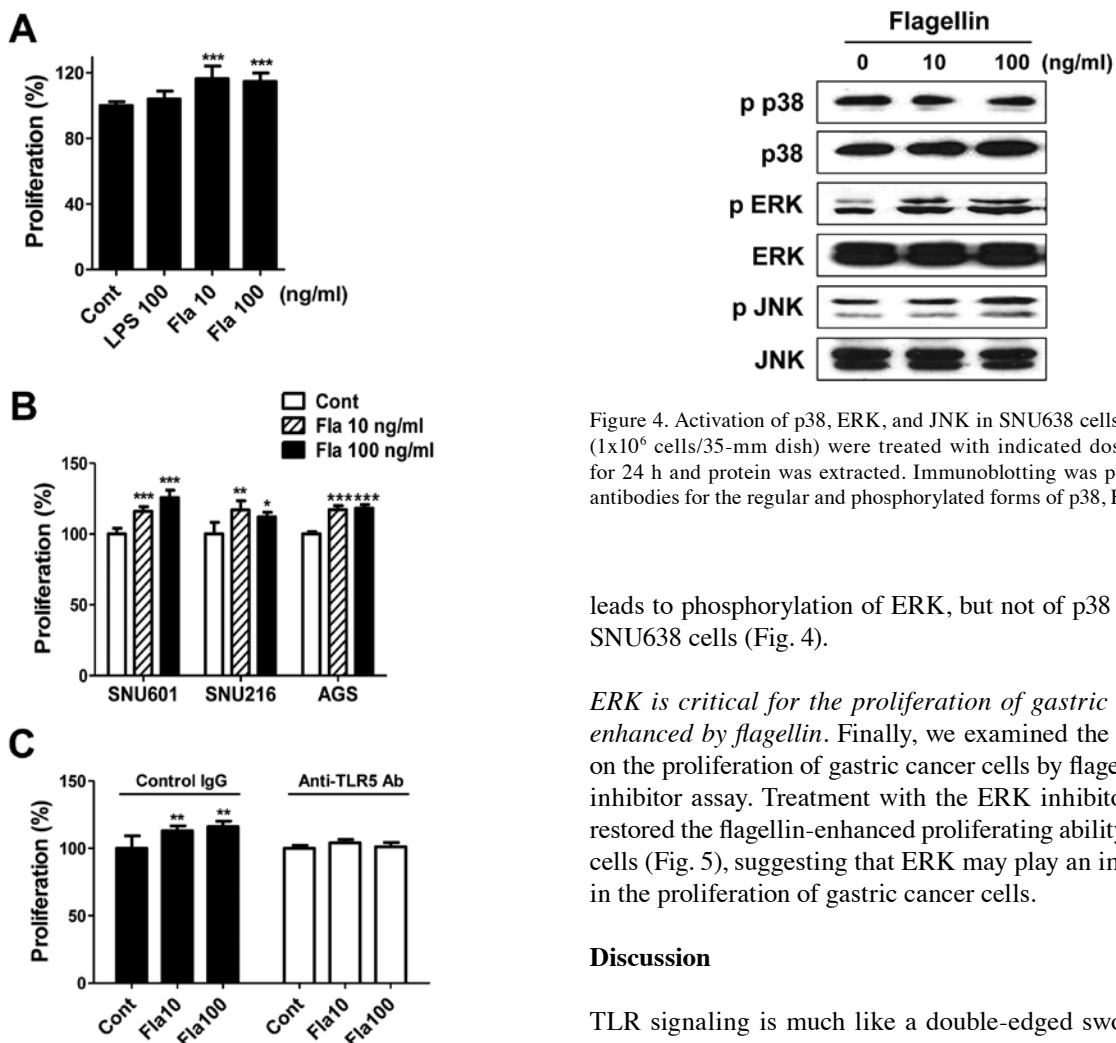 A
Proliferation (%)
120
80
40
0
***
***
Cont
LPS 100
Fla 10
Fla 100
(ng/ml)
B
Cont
Fla 10 ng/ml
Fla 100 ng/ml
Proliferation (%)
150
100
50
0
***
***
**
*
***
***
SNU601
SNU216
AGS
C
Proliferation (%)
150
100
50
0
Control IgG
Anti-TLR5 Ab
**
**
Cont
Fla10
Fla100
Cont
Fla10
Fla100
Flagellin
0 10 100 (ng/ml)
p p38
p38
p ERK
ERK
p JNK
JNK
Figure 4. Activation of p38, ERK, and JNK in SNU638 cells
(1x10⁶ cells/35-mm dish) were treated with indicated dos
for 24 h and protein was extracted. Immunoblotting was p
antibodies for the regular and phosphorylated forms of p38,
leads to phosphorylation of ERK, but not of p38
SNU638 cells (Fig. 4).
ERK is critical for the proliferation of gastric
enhanced by flagellin. Finally, we examined the
on the proliferation of gastric cancer cells by flage
inhibitor assay. Treatment with the ERK inhibito
restored the flagellin-enhanced proliferating ability
cells (Fig. 5), suggesting that ERK may play an in
in the proliferation of gastric cancer cells.
Discussion
TLR signaling is much like a double-edged swo